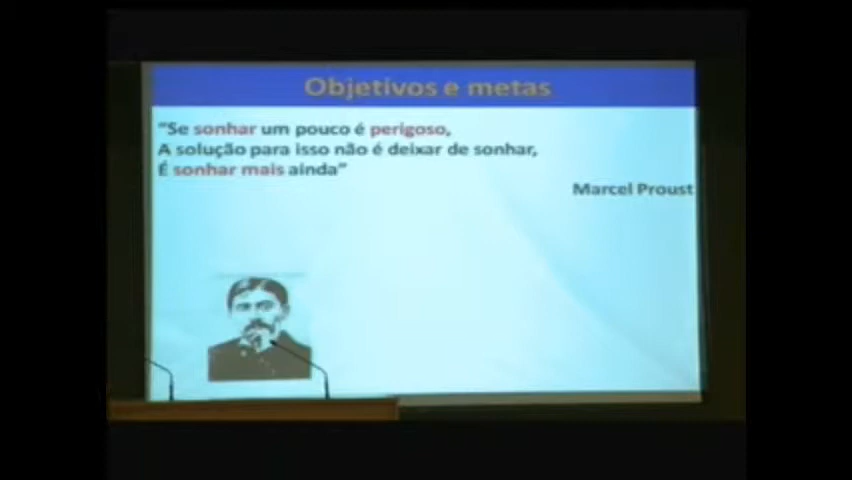 Objetivos e metas
“Se sonhar um pouco é perigoso,
A solução para isso não é deixar de sonhar,
É sonhar mais ainda”
Marcel Proust